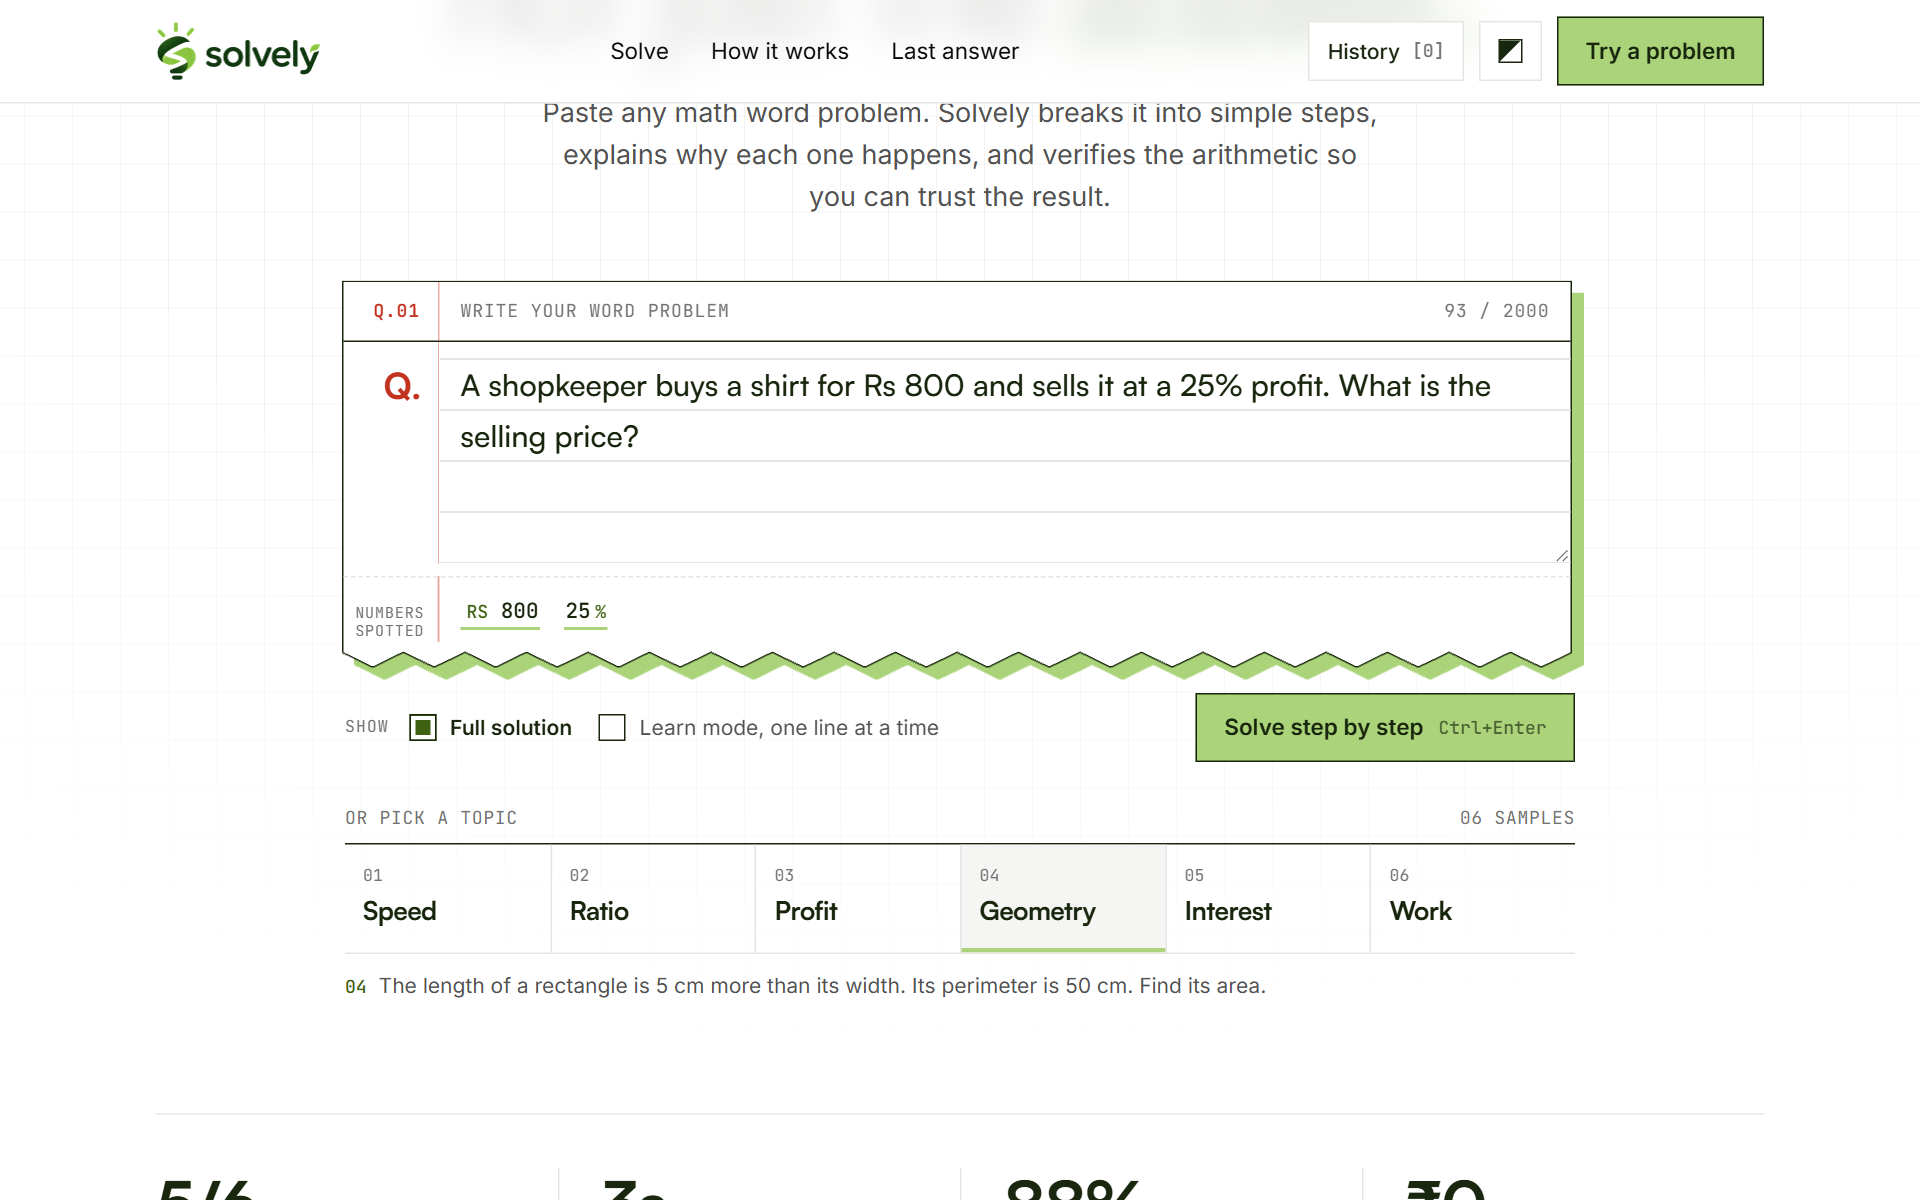 solvely
Solve
How it works
Last answer
History [0]
Try a problem
Paste any math word problem. Solvely breaks it into simple steps,
explains why each one happens, and verifies the arithmetic so
you can trust the result.
Q.01
WRITE YOUR WORD PROBLEM
93 / 2000
Q.
A shopkeeper buys a shirt for Rs 800 and sells it at a 25% profit. What is the
selling price?
NUMBERS
SPOTTED
RS 800
25%
SHOW
Full solution
Learn mode, one line at a time
Solve step by step Ctrl+Enter
OR PICK A TOPIC
06 SAMPLES
01
Speed
02
Ratio
03
Profit
04
Geometry
05
Interest
06
Work
04 The length of a rectangle is 5 cm more than its width. Its perimeter is 50 cm. Find its area.